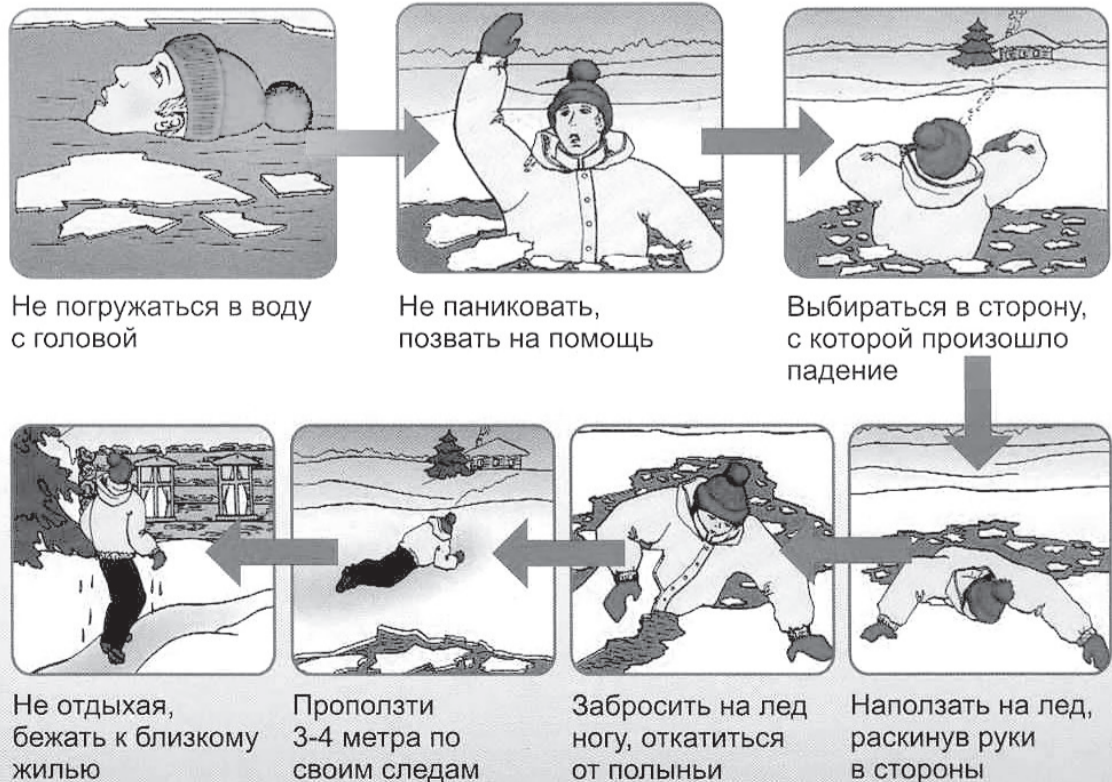 Не погружаться в воду
с головой
Не паниковать,
позвать на помощь
Выбираться в сторону,
с которой произошло
падение
Наползать на лед,
раскинув руки
в стороны
Забросить на лед
ногу, откатиться
от полыньи
Проползти
3-4 метра по
своим следам
Не отдыхая,
бежать к близкому
жилью